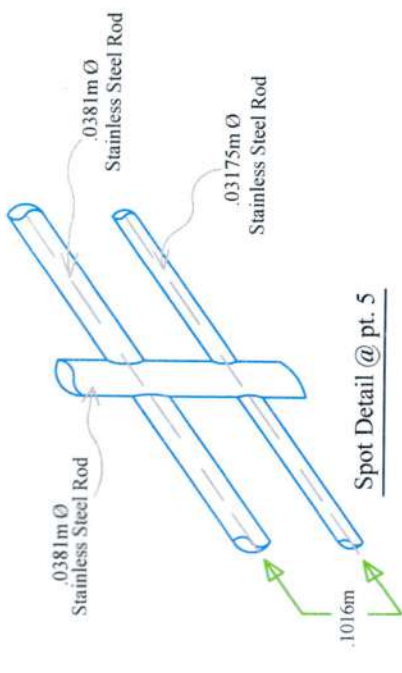 .0381m Ø
Stainless Steel Rod
.0381m Ø
Stainless Steel Rod
.03175m Ø
Stainless Steel Rod
.1016m
Spot Detail @ pt. 5